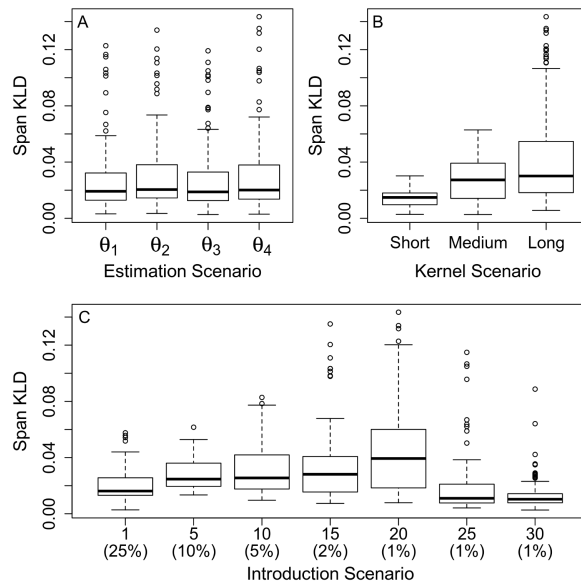 A
Span KLD
0.00 0.04 0.08 0.12
θ1 θ2 θ3 θ4
Estimation Scenario
B
Span KLD
0.00 0.04 0.08 0.12
Short Medium Long
Kernel Scenario
C
Span KLD
0.00 0.04 0.08 0.12
1 5 10 15 20 25 30
(25%) (10%) (5%) (2%) (1%) (1%) (1%)
Introduction Scenario